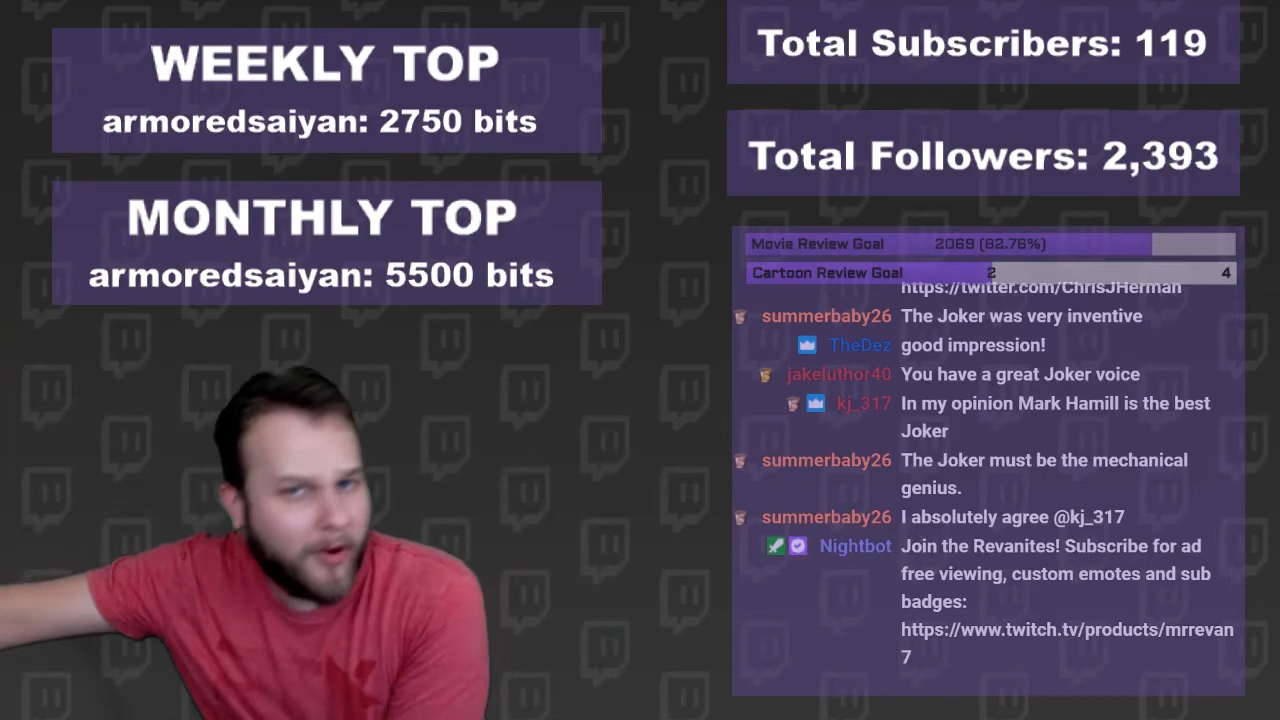 WEEKLY TOP
armoredsaiyan: 2750 bits
MONTHLY TOP
armoredsaiyan: 5500 bits
Total Subscribers: 119
Total Followers: 2,393
Movie Review Goal 2069 (82.76%)
Cartoon Review Goal 2 4
https://twitter.com/ChrisJHerman
summerbaby26 The Joker was very inventive
TheDez good impression!
jakeluthor40 You have a great Joker voice
kj_317 In my opinion Mark Hamill is the best
Joker
summerbaby26 The Joker must be the mechanical
genius.
summerbaby26 I absolutely agree @kj_317
Nightbot Join the Revanites! Subscribe for ad
free viewing, custom emotes and sub
badges:
https://www.twitch.tv/products/mrrevan
7